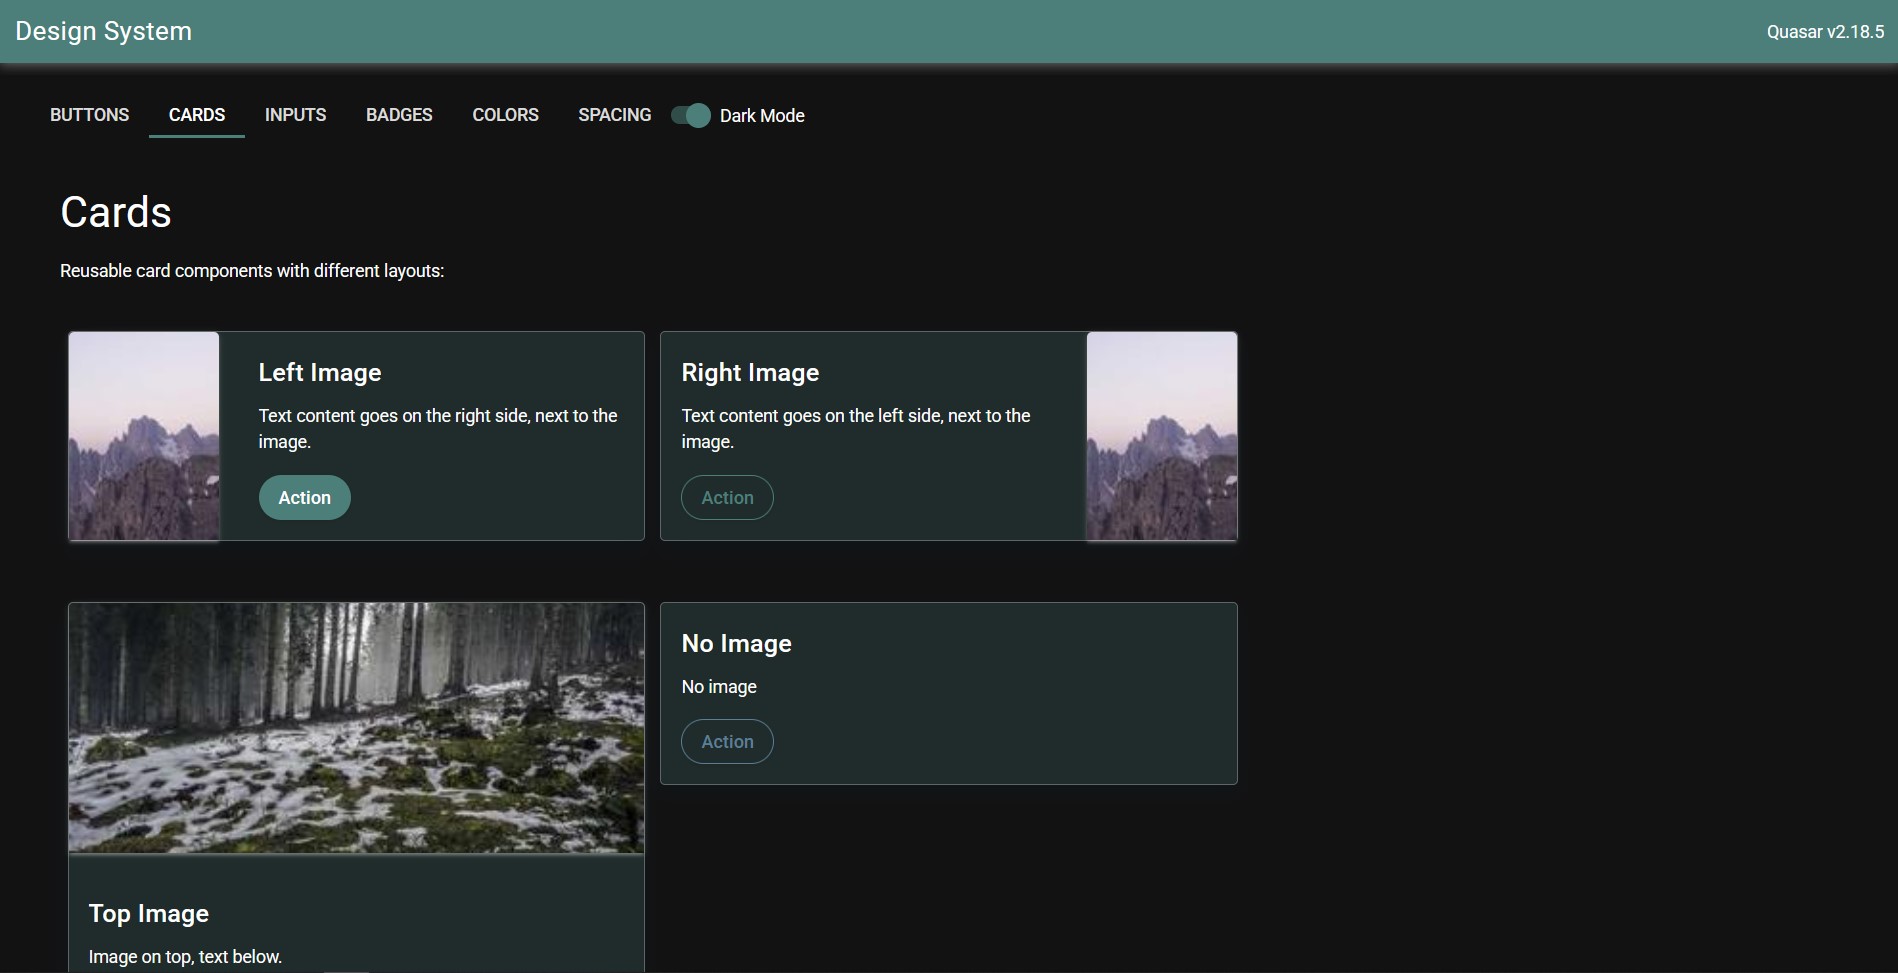 Design System
Quasar v2.18.5
BUTTONS
CARDS
INPUTS
BADGES
COLORS
SPACING
Dark Mode
Cards
Reusable card components with different layouts:
Left Image
Text content goes on the right side, next to the
image.
Action
Right Image
Text content goes on the left side, next to the
image.
Action
No Image
No image
Action
Top Image
Image on top, text below.